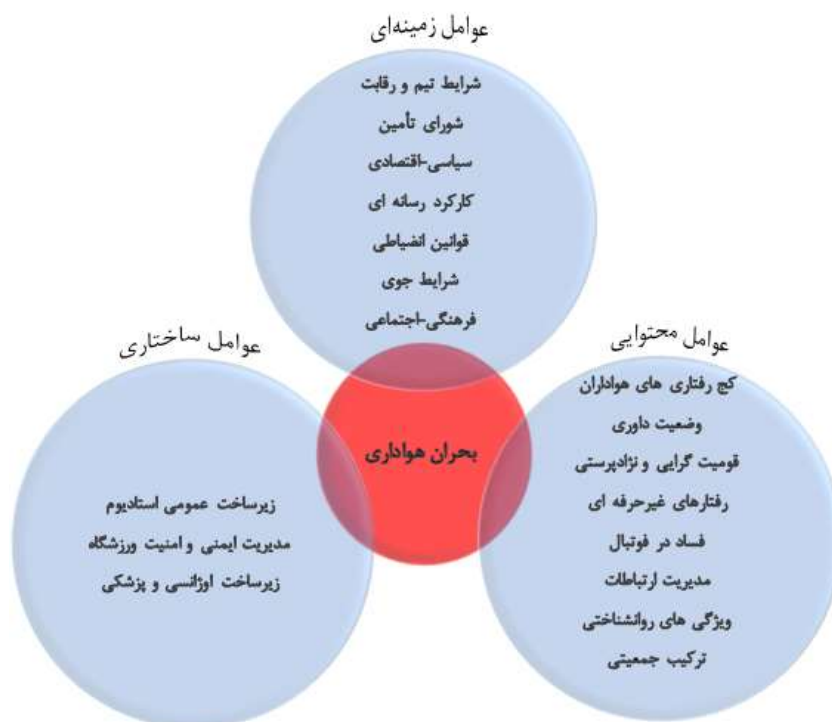 عوامل زمینه‌ای
شرایط تیم و رقابت
شورای تأمین
سیاسی-اقتصادی
کارکرد رسانه ای
قوانین انضباطی
شرایط جوی
فرهنگی-اجتماعی
عوامل محتوایی
کج رفتاری های هواداران
وضعیت داوری
قومیت گرایی و نژادپرستی
رفتارهای غیرحرفه ای
فساد در فوتبال
مدیریت ارتباطات
ویژگی های روانشناختی
ترکیب جمعیتی
بحران هواداری
عوامل ساختاری
زیرساخت عمومی استادیوم
مدیریت ایمنی و امنیت ورزشگاه
زیرساخت اوژانسی و پزشکی